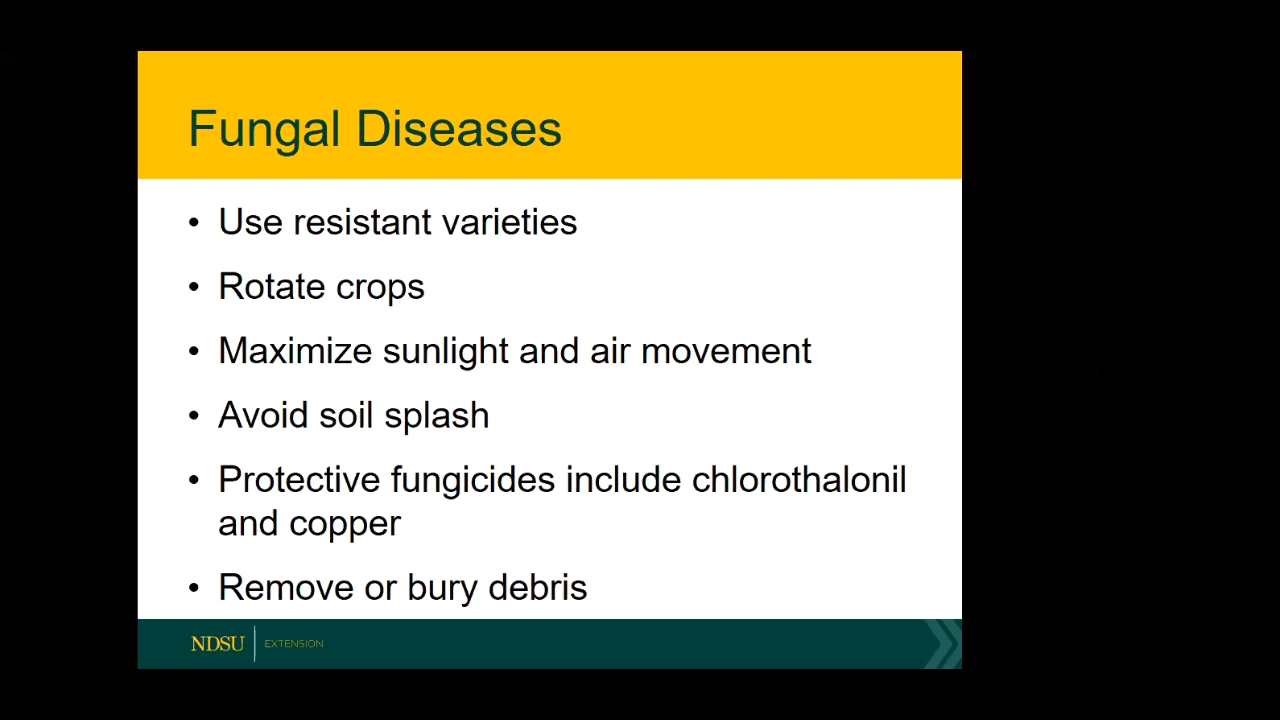 Fungal Diseases
• Use resistant varieties
• Rotate crops
• Maximize sunlight and air movement
• Avoid soil splash
• Protective fungicides include chlorothalonil
and copper
• Remove or bury debris
NDSU EXTENSION